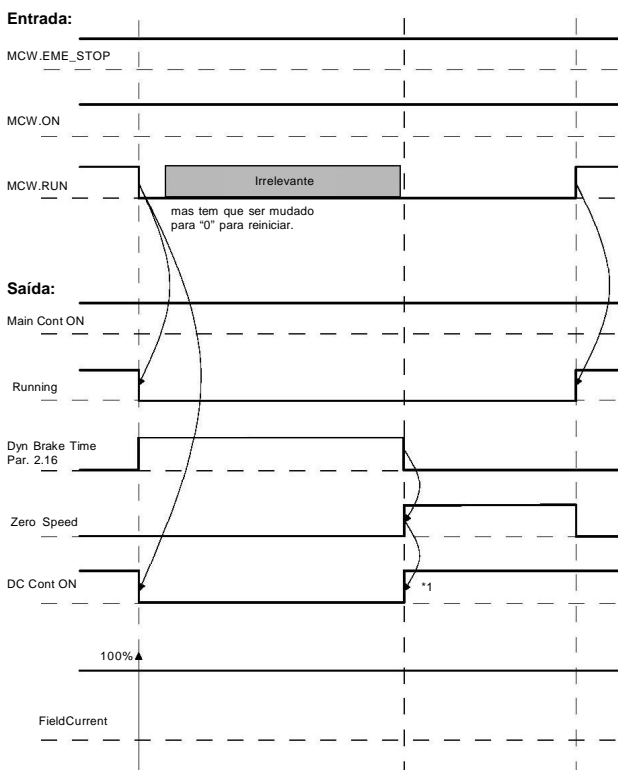 Entrada:
MCW.EME_STOP
MCW.ON
MCW.RUN
Irrelevante
mas tem que ser mudado
para “0” para reiniciar.
Saída:
Main Cont ON
Running
Dyn Brake Time
Par. 2.16
Zero Speed
DC Cont ON
*1
100%
FieldCurrent